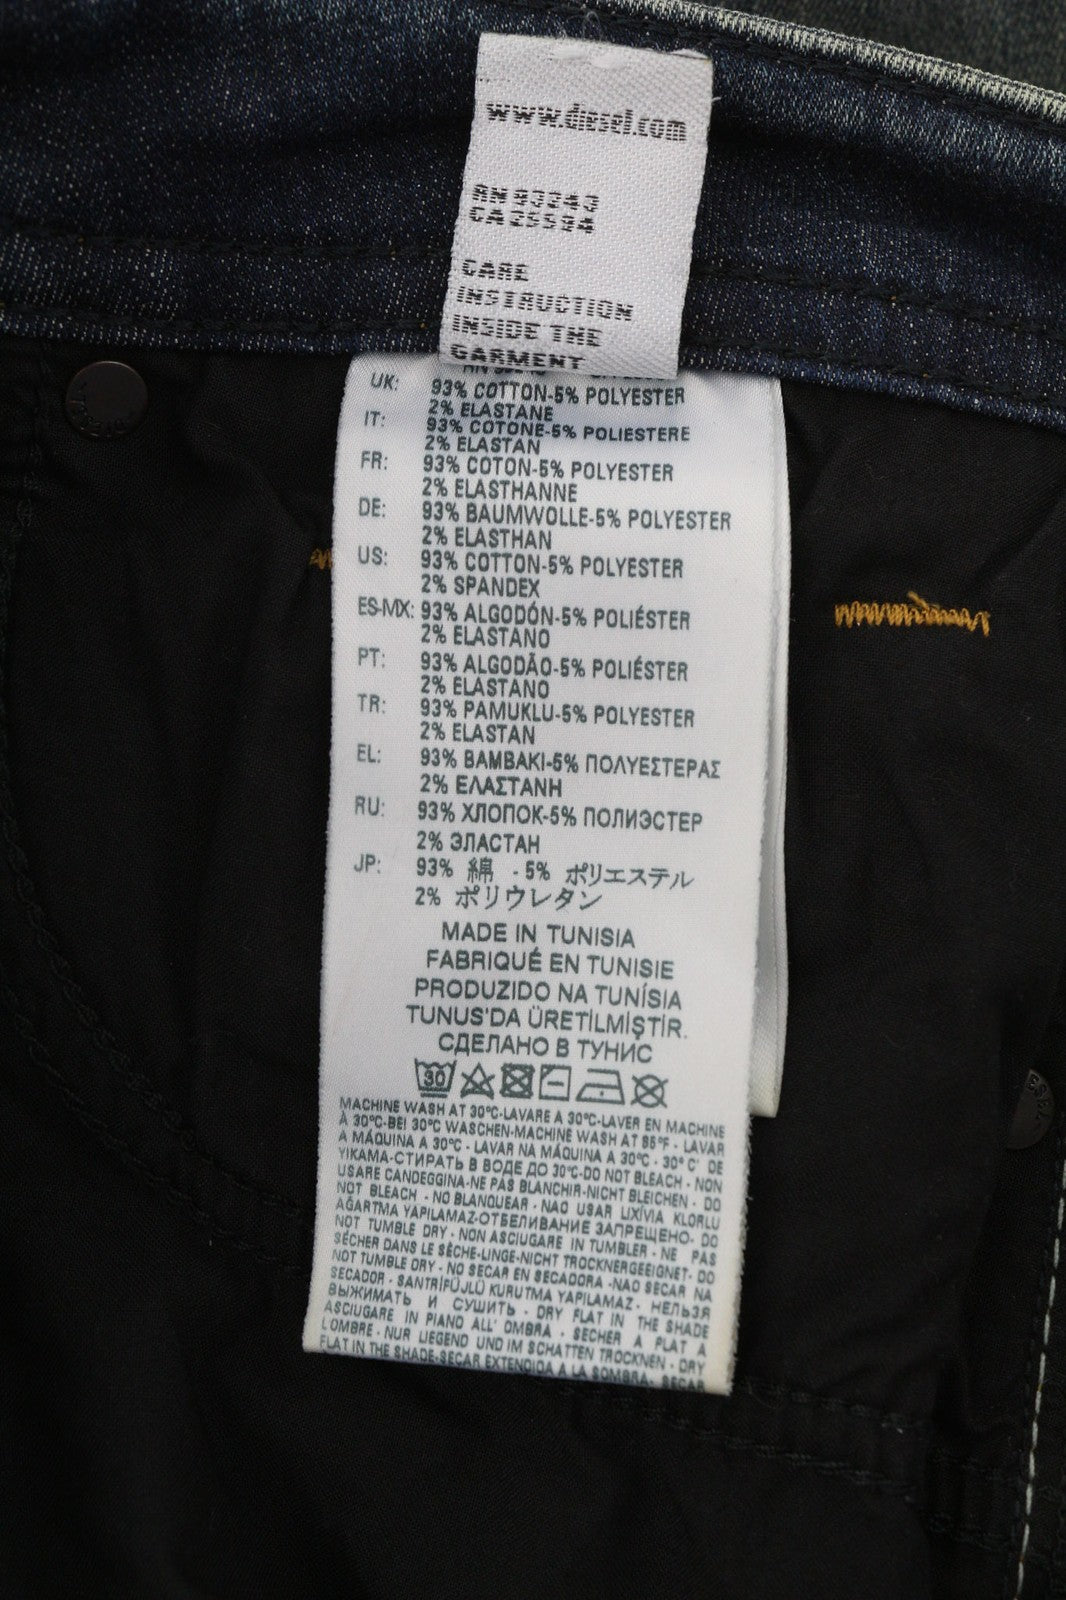 www.diesel.com
RN 93243
CA 25594
CARE
INSTRUCTION
INSIDE THE
GARMENT
UK: 93% COTTON-5% POLYESTER
2% ELASTANE
IT: 93% COTONE-5% POLIESTERE
2% ELASTAN
FR: 93% COTON-5% POLYESTER
2% ELASTHANNE
DE: 93% BAUMWOLLE-5% POLYESTER
2% ELASTHAN
US: 93% COTTON-5% POLYESTER
2% SPANDEX
ES-MX: 93% ALGODÓN-5% POLIÉSTER
2% ELASTANO
PT: 93% ALGODÃO-5% POLIÉSTER
2% ELASTANO
TR: 93% PAMUKLU-5% POLYESTER
2% ELASTAN
EL: 93% ΒΑΜΒΑΚΙ-5% ΠΟΛΥΕΣΤΕΡΑΣ
2% ΕΛΑΣΤΑΝΗ
RU: 93% ХЛОПОК-5% ПОЛИЭСТЕР
2% ЭЛАСТАН
JP: 93% 綿 - 5% ポリエステル
2% ポリウレタン
MADE IN TUNISIA
FABRIQUÉ EN TUNISIE
PRODUZIDO NA TUNÍSIA
TUNUS'DA ÜRETİLMİŞTİR.
СДЕЛАНО В ТУНИС
30
MACHINE WASH AT 30°C-LAVARE A 30°C-LAVER EN MACHINE
À 30°C-BEI 30°C WASCHEN-MACHINE WASH AT 85°F - LAVAR
A MÁQUINA A 30°C - LAVAR NA MÁQUINA A 30°C - 30°C' DE
YIKAMA-СТИРАТЬ В ВОДЕ ДО 30°C-DO NOT BLEACH - NON
USARE CANDEGGINA-NE PAS BLANCHIR-NICHT BLEICHEN - DO
NOT BLEACH - NO BLANQUEAR - NAO USAR LIXÍVIA KLORLU
AĞARTMA YAPILAMAZ-ОТБЕЛИВАНИЕ ЗАПРЕЩЕНО- DO
NOT TUMBLE DRY - NON ASCIUGARE IN TUMBLER - NE PAS
SÉCHER DANS LE SÈCHE-LINGE-NICHT TROCKNERGEEIGNET- DO
NOT TUMBLE DRY - NO SECAR EN SECADORA -NAO SECAR NA
SECADOR - SANTRİFÜJLÜ KURUTMA YAPILAMAZ - НЕЛЬЗЯ
ВЫЖИМАТЬ И СУШИТЬ - DRY FLAT IN THE SHADE
ASCIUGARE IN PIANO ALL' OMBRA - SÉCHER A PLAT A
L'OMBRE - NUR LIEGEND UND IM SCHATTEN TROCKNEN - DRY
FLAT IN THE SHADE-SECAR EXTENDIDA A LA SOMBRA- SECAR